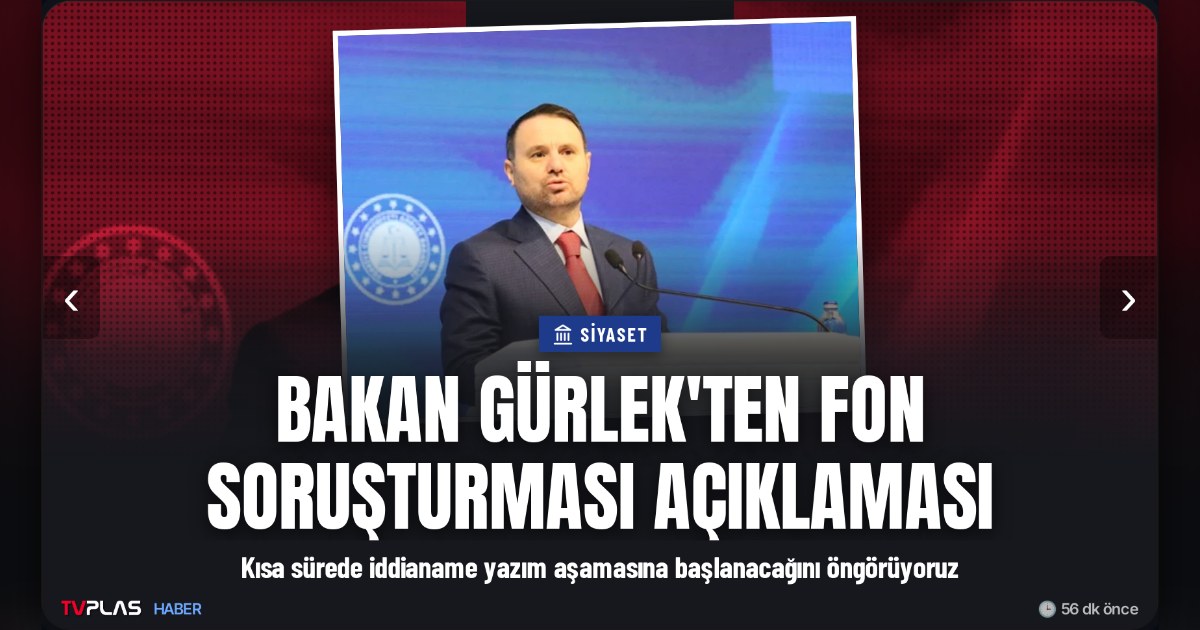 SİYASET
BAKAN GÜRLEK'TEN FON
SORUŞTURMASI AÇIKLAMASI
Kısa sürede iddianame yazım aşamasına başlanacağını öngörüyoruz
TVPLAS HABER
56 dk önce